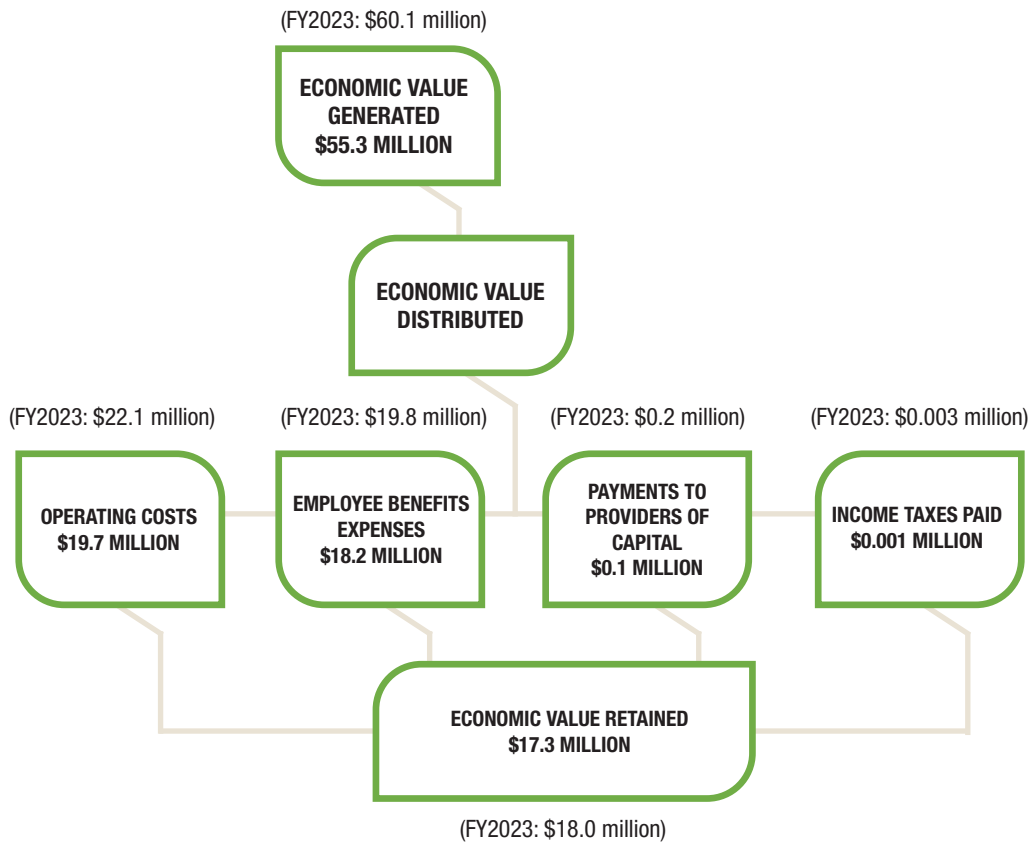 (FY2023: $60.1 million)
ECONOMIC VALUE
GENERATED
$55.3 MILLION
ECONOMIC VALUE
DISTRIBUTED
(FY2023: $22.1 million)
OPERATING COSTS
$19.7 MILLION
(FY2023: $19.8 million)
EMPLOYEE BENEFITS
EXPENSES
$18.2 MILLION
(FY2023: $0.2 million)
PAYMENTS TO
PROVIDERS OF
CAPITAL
$0.1 MILLION
(FY2023: $0.003 million)
INCOME TAXES PAID
$0.001 MILLION
ECONOMIC VALUE RETAINED
$17.3 MILLION
(FY2023: $18.0 million)